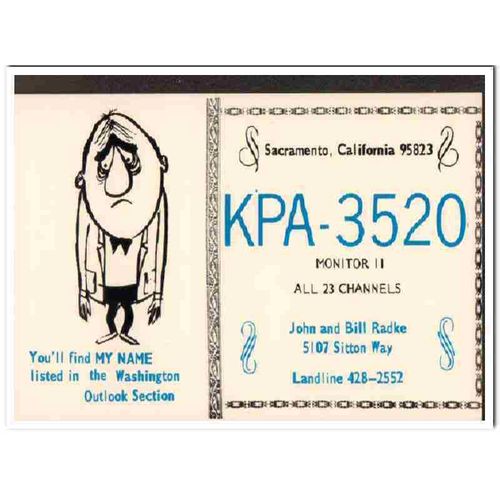 You'll find MY NAME
listed in the Washington
Outlook Section
Sacramento, California 95823
KPA-3520
MONITOR 11
ALL 23 CHANNELS
John and Bill Radke
5107 Sitton Way
Landline 428-2552